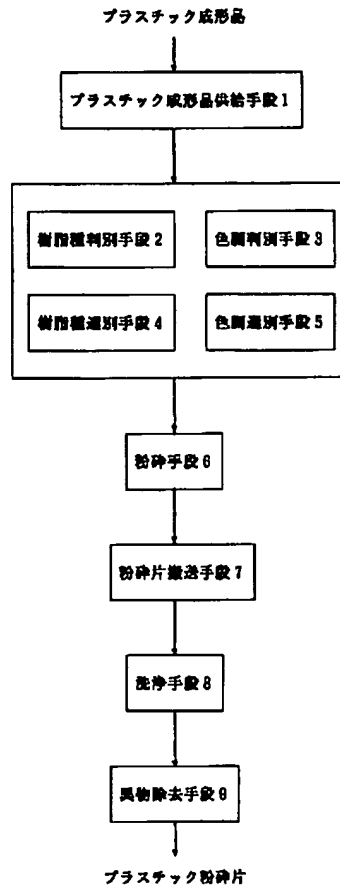 プラスチック成形品
プラスチック成形品供給手段1
樹脂種判別手段2
色調判別手段3
樹脂種選別手段4
色調選別手段5
粉砕手段6
粉砕片搬送手段7
洗浄手段8
異物除去手段9
プラスチック粉砕片